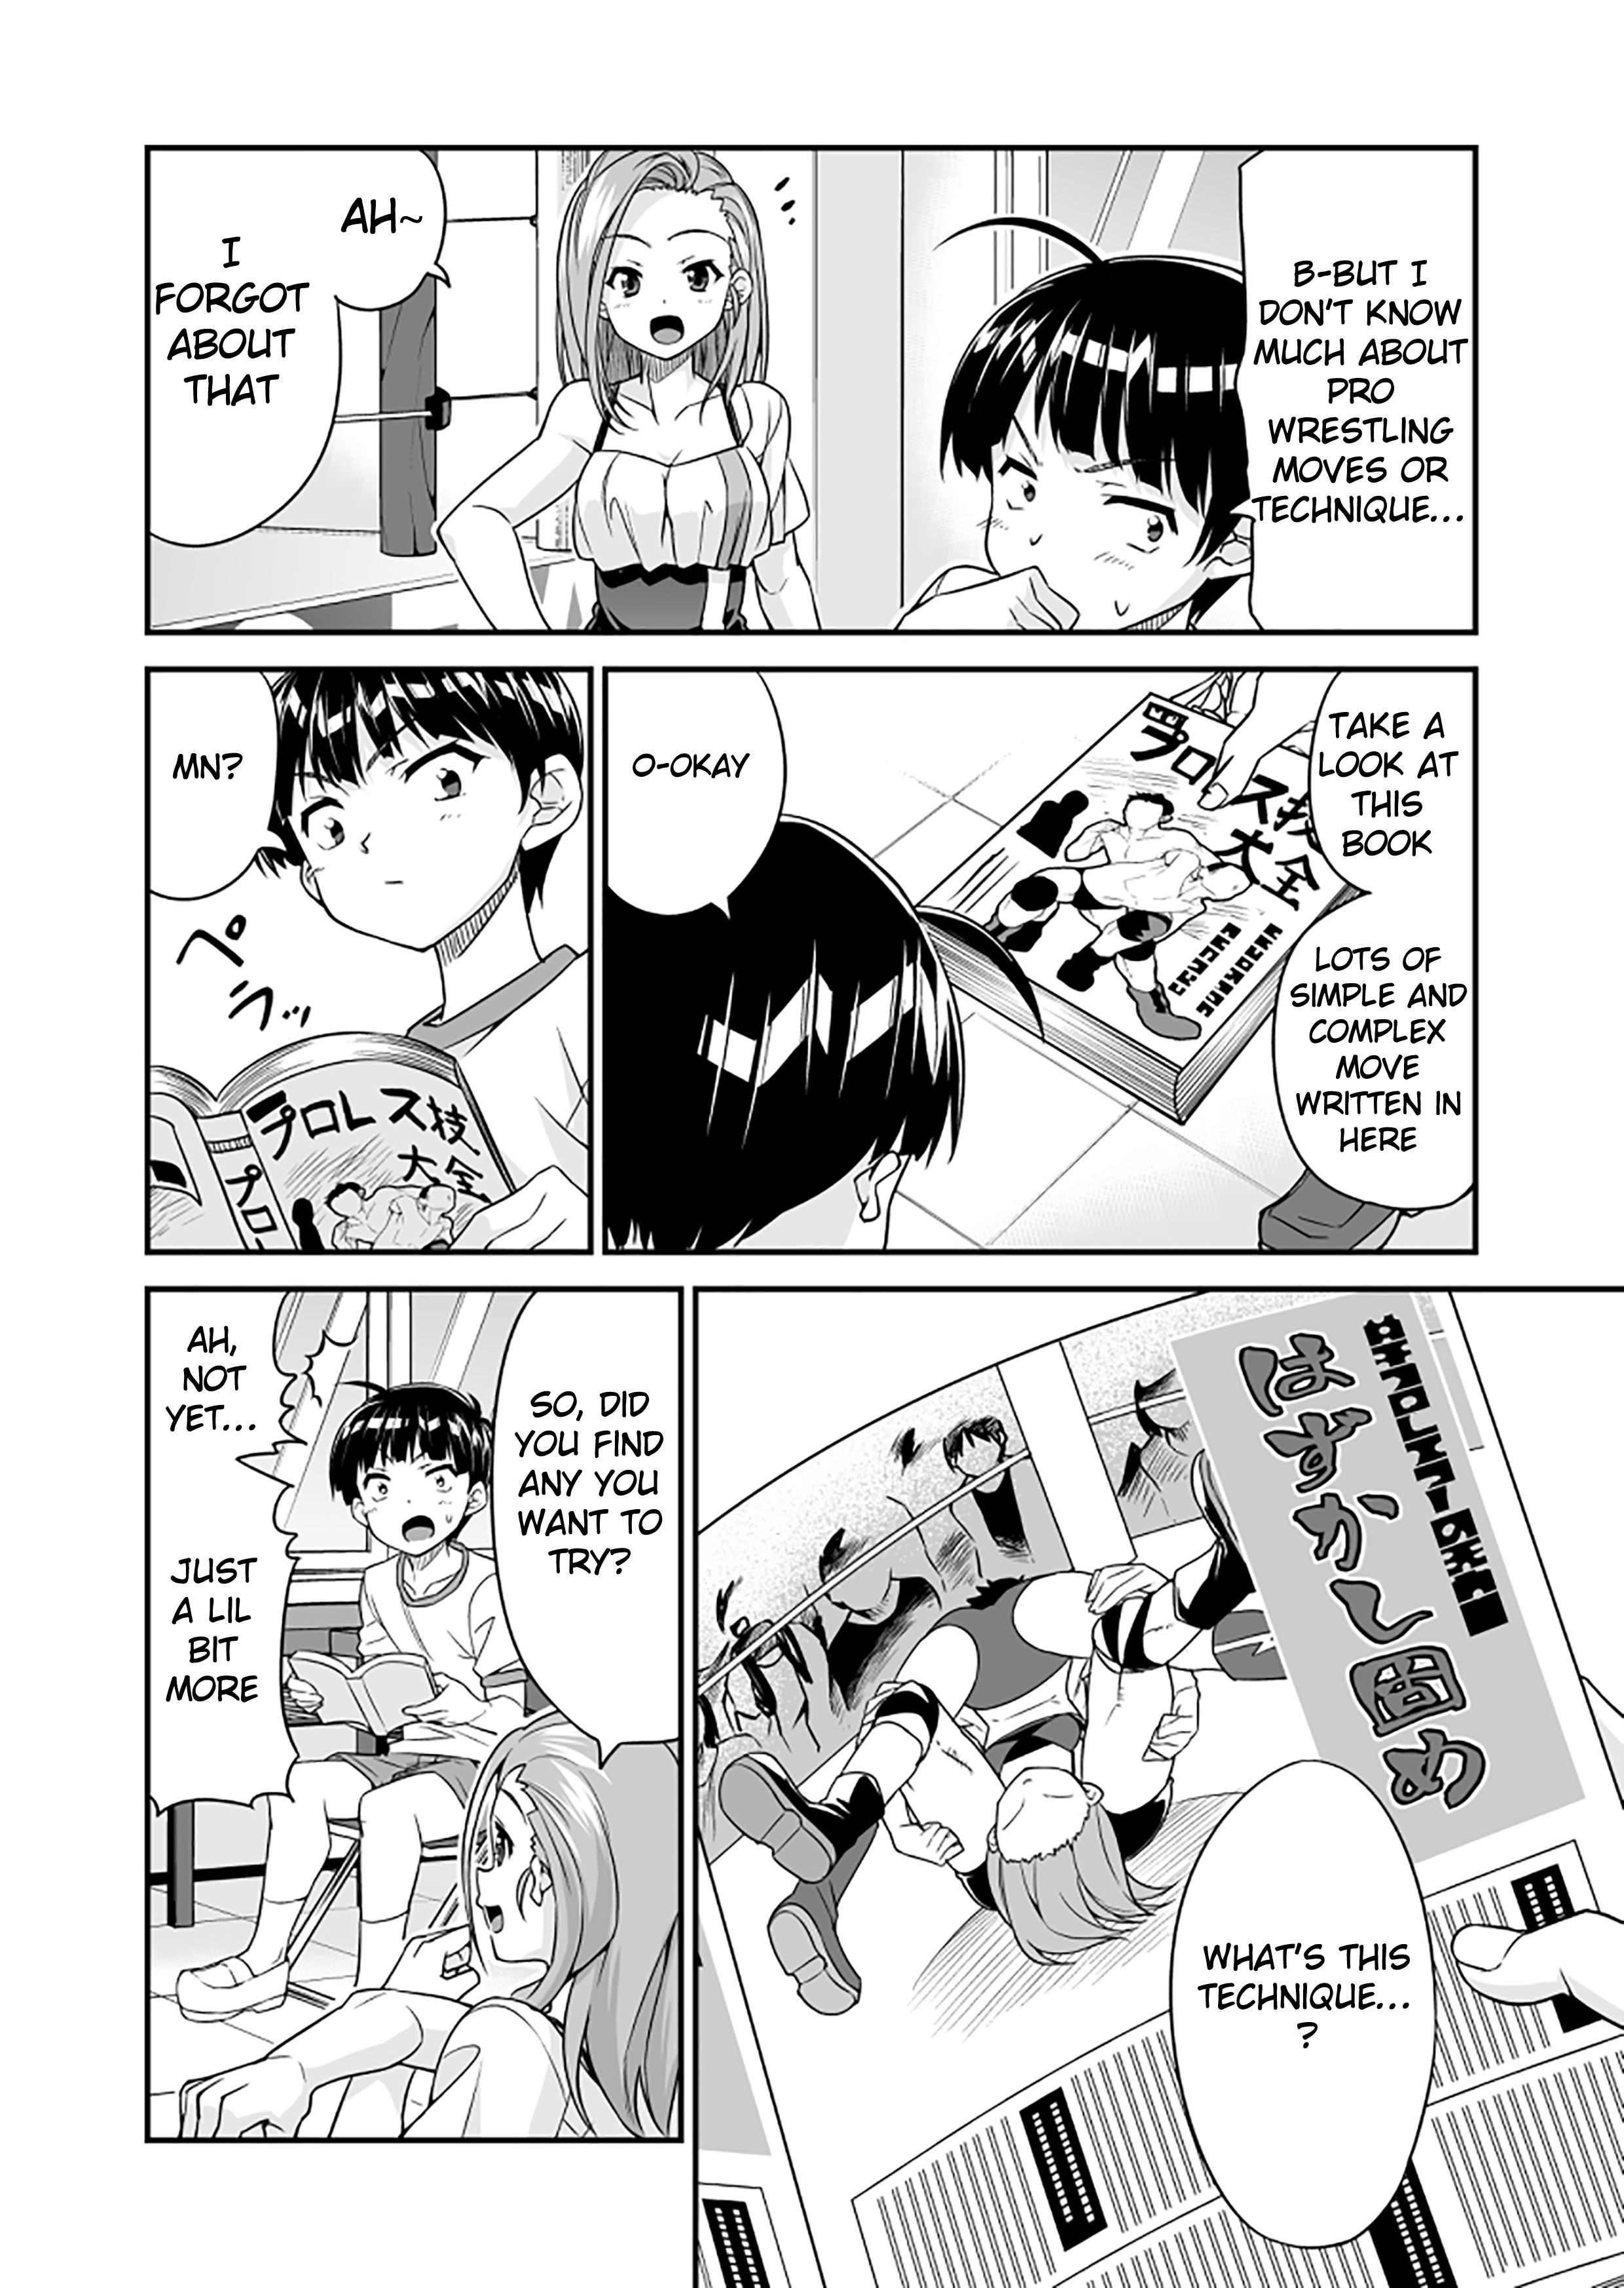 B-BUT I
DON'T KNOW
MUCH ABOUT
PRO
WRESTLING
MOVES OR
TECHNIQUE...
AH~
I
FORGOT
ABOUT
THAT
TAKE A
LOOK AT
THIS
BOOK
LOTS OF
SIMPLE AND
COMPLEX
MOVE
WRITTEN IN
HERE
プロレス技
大全
O-OKAY
MN?
ペラッ
プロレス技
大全
プロ
はずかし固め
WHAT'S THIS
TECHNIQUE...
?
SO, DID
YOU FIND
ANY YOU
WANT TO
TRY?
AH,
NOT
YET...
JUST
A LIL
BIT
MORE